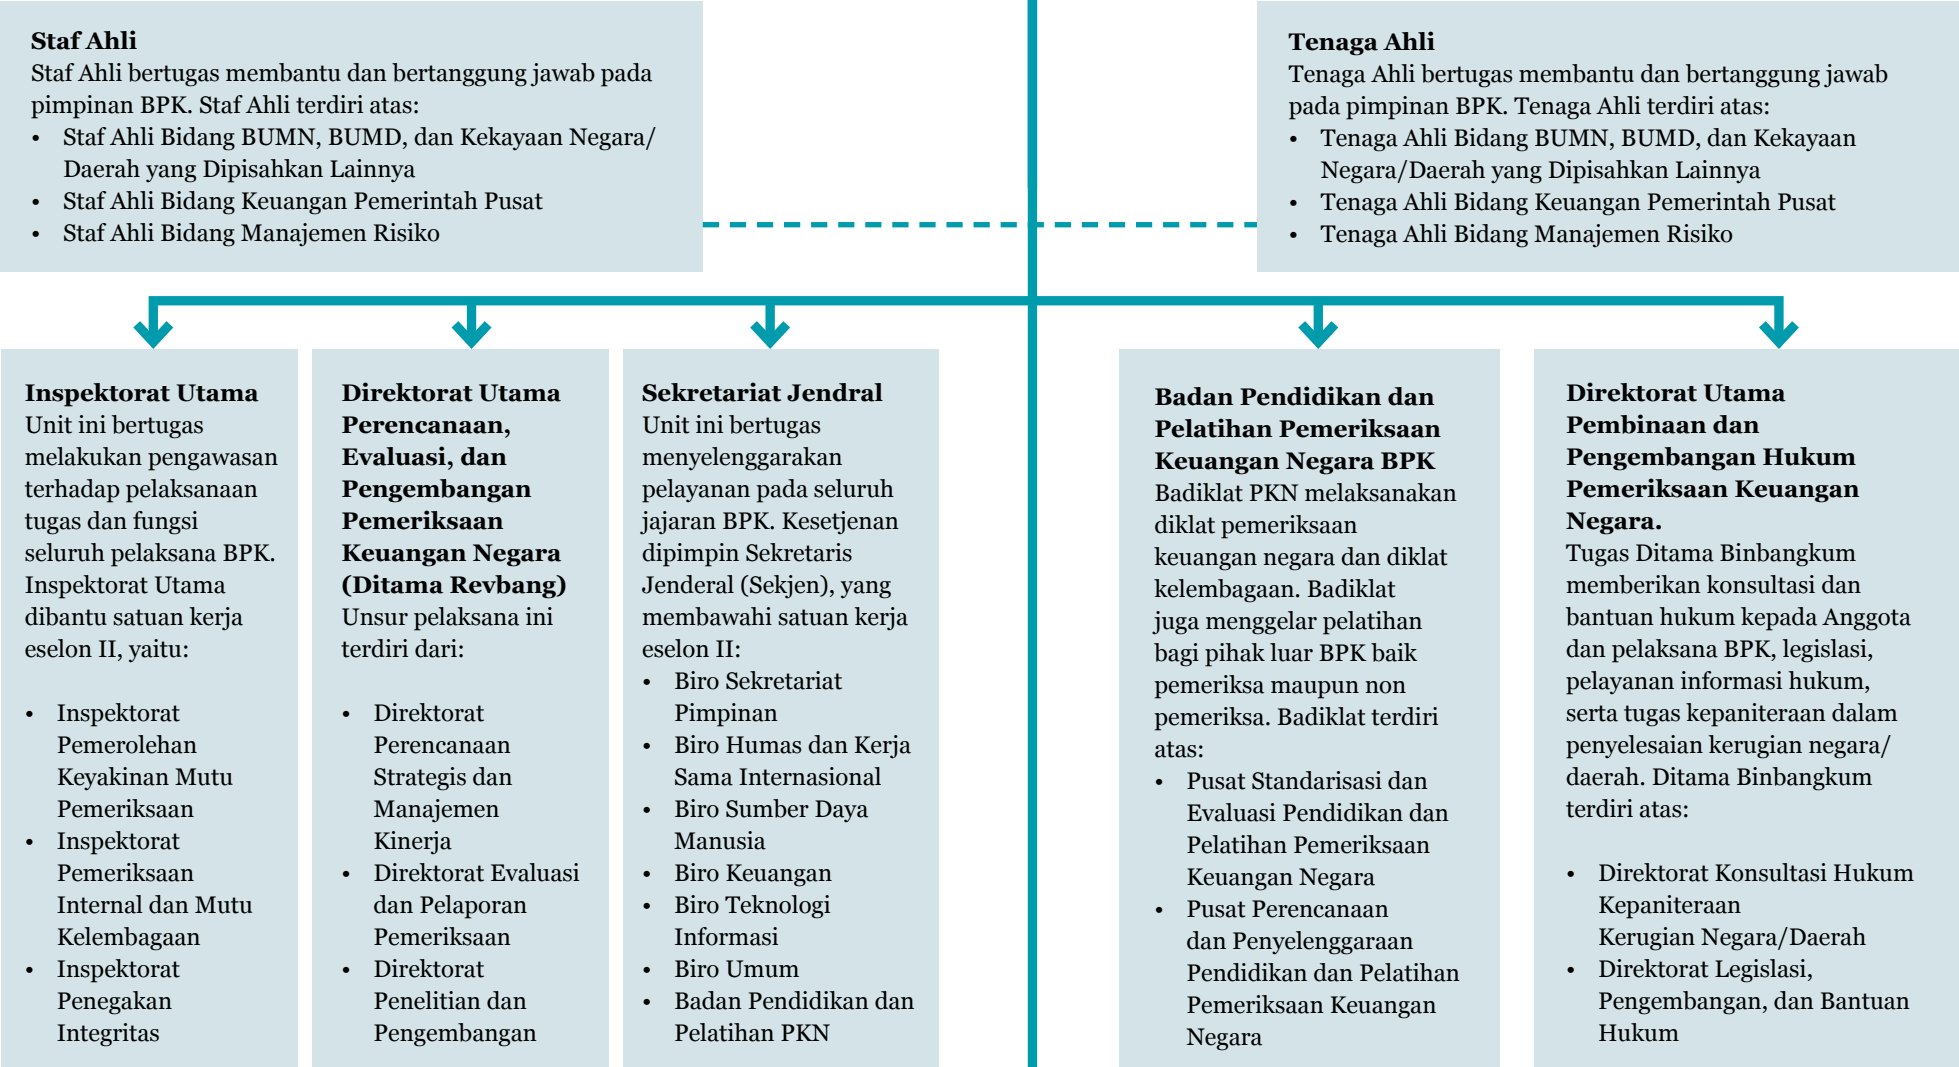 Staf Ahli
Staf Ahli bertugas membantu dan bertanggung jawab pada
pimpinan BPK. Staf Ahli terdiri atas:
• Staf Ahli Bidang BUMN, BUMD, dan Kekayaan Negara/
Daerah yang Dipisahkan Lainnya
• Staf Ahli Bidang Keuangan Pemerintah Pusat
• Staf Ahli Bidang Manajemen Risiko
Tenaga Ahli
Tenaga Ahli bertugas membantu dan bertanggung jawab
pada pimpinan BPK. Tenaga Ahli terdiri atas:
• Tenaga Ahli Bidang BUMN, BUMD, dan Kekayaan
Negara/Daerah yang Dipisahkan Lainnya
• Tenaga Ahli Bidang Keuangan Pemerintah Pusat
• Tenaga Ahli Bidang Manajemen Risiko
Inspektorat Utama
Unit ini bertugas
melakukan pengawasan
terhadap pelaksanaan
tugas dan fungsi
seluruh pelaksana BPK.
Inspektorat Utama
dibantu satuan kerja
eselon II, yaitu:
• Inspektorat
Pemerolehan
Keyakinan Mutu
Pemeriksaan
• Inspektorat
Pemeriksaan
Internal dan Mutu
Kelembagaan
• Inspektorat
Penegakan
Integritas
Direktorat Utama
Perencanaan,
Evaluasi, dan
Pengembangan
Pemeriksaan
Keuangan Negara
(Ditama Revbang)
Unsur pelaksana ini
terdiri dari:
• Direktorat
Perencanaan
Strategis dan
Manajemen
Kinerja
• Direktorat Evaluasi
dan Pelaporan
Pemeriksaan
• Direktorat
Penelitian dan
Pengembangan
Sekretariat Jendral
Unit ini bertugas
menyelenggarakan
pelayanan pada seluruh
jajaran BPK. Kesetjenan
dipimpin Sekretaris
Jenderal (Sekjen), yang
membawahi satuan kerja
eselon II:
• Biro Sekretariat
Pimpinan
• Biro Humas dan Kerja
Sama Internasional
• Biro Sumber Daya
Manusia
• Biro Keuangan
• Biro Teknologi
Informasi
• Biro Umum
• Badan Pendidikan dan
Pelatihan PKN
Badan Pendidikan dan
Pelatihan Pemeriksaan
Keuangan Negara BPK
Badiklat PKN melaksanakan
diklat pemeriksaan
keuangan negara dan diklat
kelembagaan. Badiklat
juga menggelar pelatihan
bagi pihak luar BPK baik
pemeriksa maupun non
pemeriksa. Badiklat terdiri
atas:
• Pusat Standarisasi dan
Evaluasi Pendidikan dan
Pelatihan Pemeriksaan
Keuangan Negara
• Pusat Perencanaan
dan Penyelenggaraan
Pendidikan dan Pelatihan
Pemeriksaan Keuangan
Negara
Direktorat Utama
Pembinaan dan
Pengembangan Hukum
Pemeriksaan Keuangan
Negara.
Tugas Ditama Binbangkum
memberikan konsultasi dan
bantuan hukum kepada Anggota
dan pelaksana BPK, legislasi,
pelayanan informasi hukum,
serta tugas kepaniteraan dalam
penyelesaian kerugian negara/
daerah. Ditama Binbangkum
terdiri atas:
• Direktorat Konsultasi Hukum
Kepaniteraan
Kerugian Negara/Daerah
• Direktorat Legislasi,
Pengembangan, dan Bantuan
Hukum